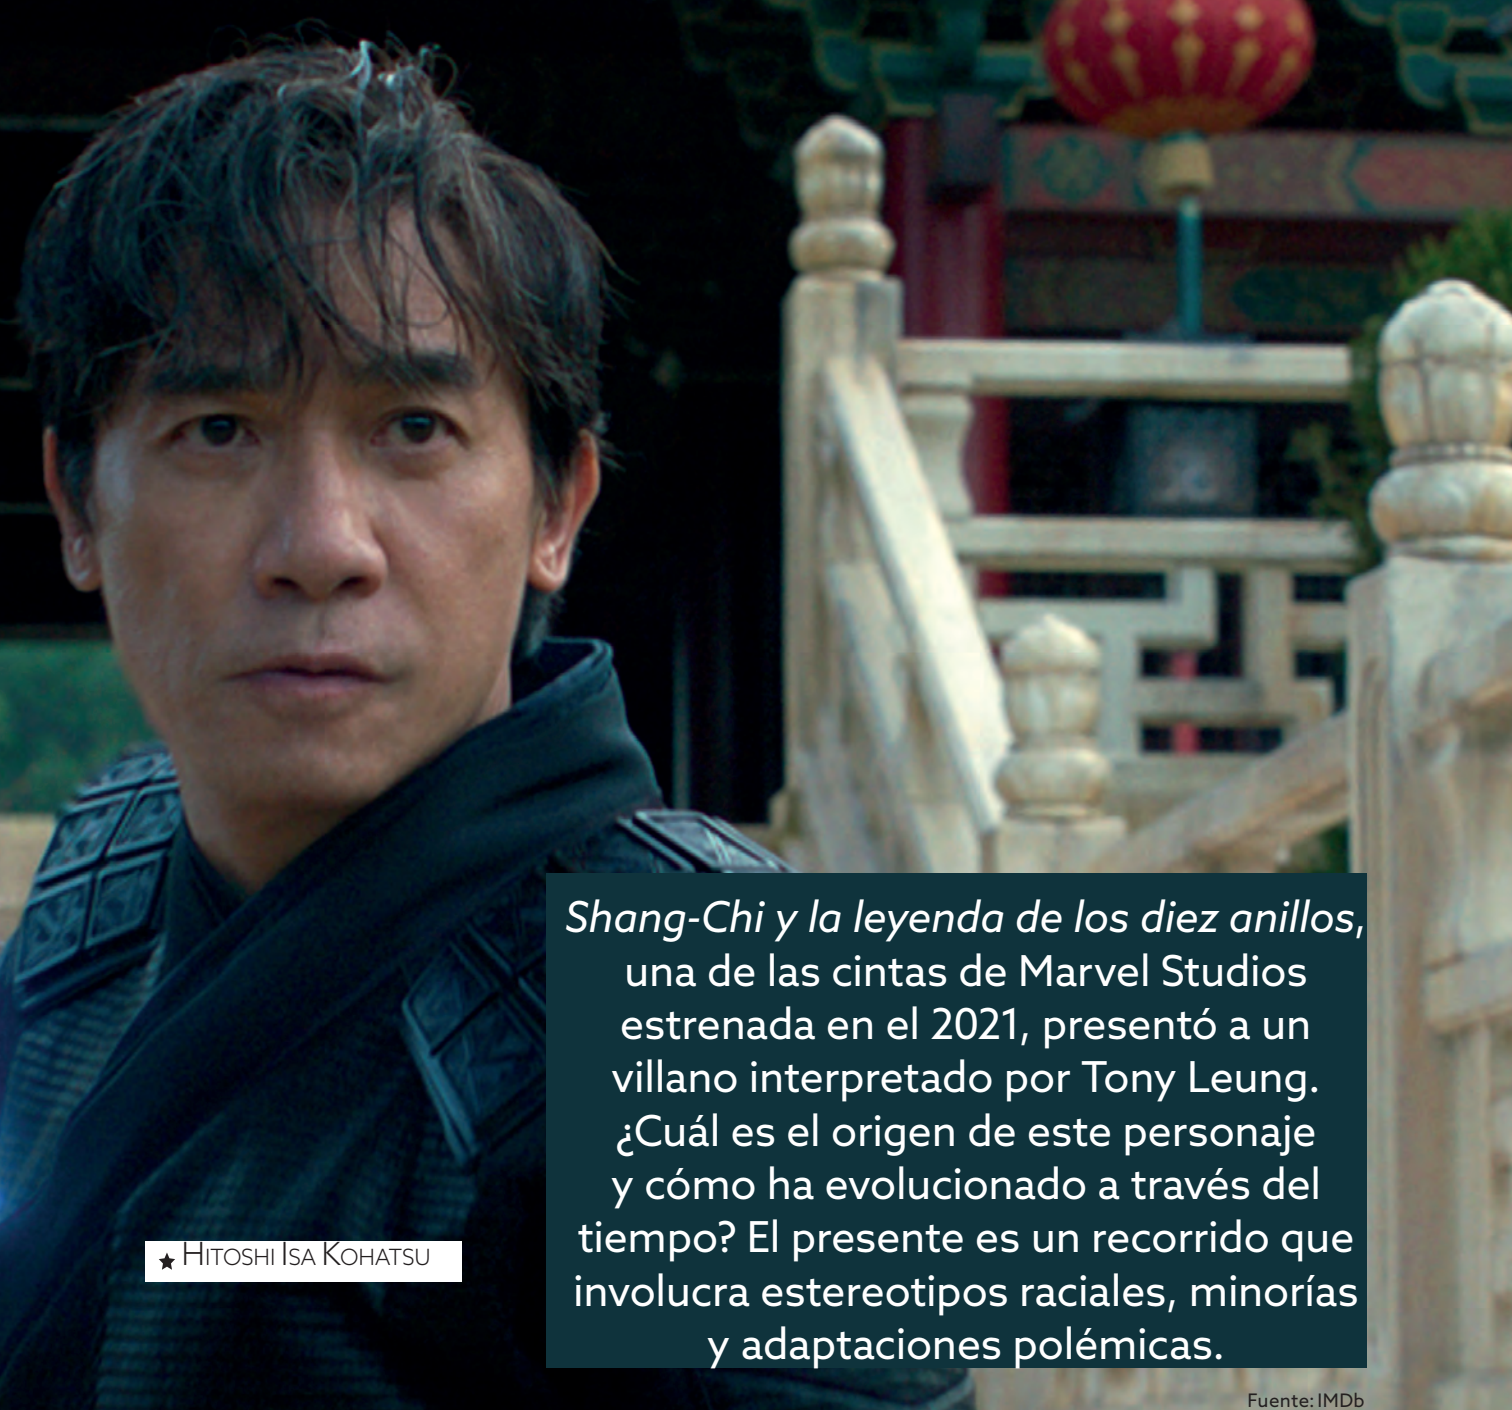 Shang-Chi y la leyenda de los diez anillos,
una de las cintas de Marvel Studios
estrenada en el 2021, presentó a un
villano interpretado por Tony Leung.
¿Cuál es el origen de este personaje
y cómo ha evolucionado a través del
tiempo? El presente es un recorrido que
involucra estereotipos raciales, minorías
y adaptaciones polémicas.
★ HITOSHI ISA KOHATSU
Fuente: IMDb